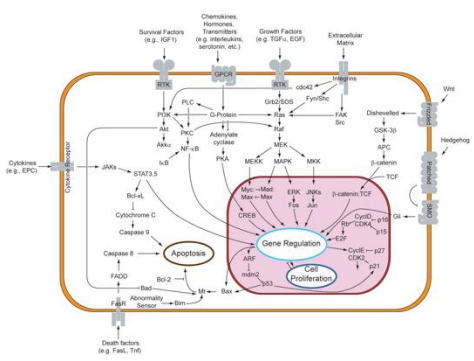 Chemokines,
Hormones,
Survival Factors
(e.g., IGF1)
Transmitters
(e.g. interleukins,
serotonin, etc.)
Growth Factors
(e.g. TGFα, EGF)
Extracellular
Matrix
RTK
GPCR
RTK
Integrins
cdc42
Wnt
PLC
Grb2/SOS
Fyn/Shc
PI3K
G-Protein
Ras
FAK
Src
Dishevelled
Frizzled
Akt
PKC
Adenylate
cyclase
Raf
GSK-3β
Hedgehog
Akkα
NF-κB
MEK
APC
IκB
PKA
MEKK
MAPK
MKK
β-catenin
Patched
Cytokines
(e.g., EPC)
Cytokine Receptor
JAKs
STAT3,5
TCF
Myc: Mad:
Max Max
ERK
JNKs
β-catenin:TCF
Bcl-xL
CREB
Fos
Jun
Gli
SMO
Cytochrome C
CycID
p16
Rb
CDK4
p15
Caspase 9
Gene Regulation
E2F
Caspase 8
Apoptosis
ARF
CyclE
p27
CDK2
FADD
Bcl-2
mdm2
Cell
Proliferation
p21
Bad
Mt
Bax
p53
FasR
Abnormality
Sensor
Bim
Death factors
(e.g. FasL, Tnf)